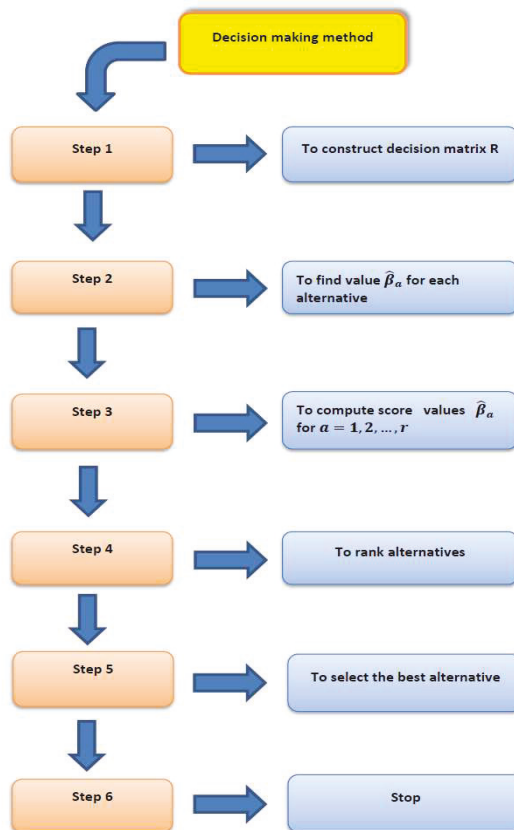 Decision making method
Step 1
To construct decision matrix R
Step 2
To find value β̂ₐ for each
alternative
Step 3
To compute score values β̂ₐ
for a = 1, 2, ..., r
Step 4
To rank alternatives
Step 5
To select the best alternative
Step 6
Stop